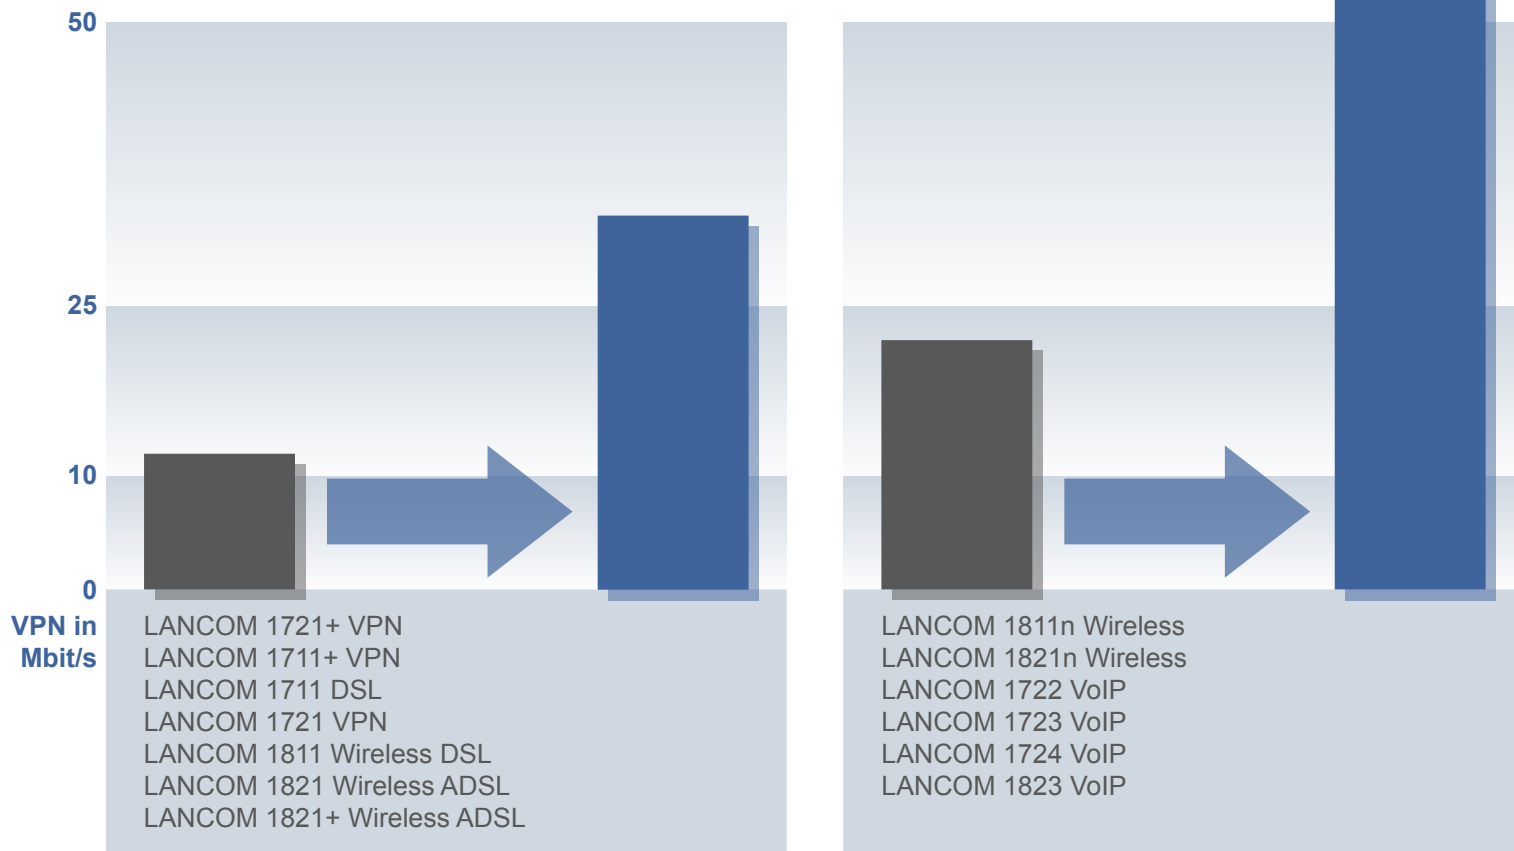 50
25
10
0
VPN in
Mbit/s
LANCOM 1721+ VPN
LANCOM 1711+ VPN
LANCOM 1711 DSL
LANCOM 1721 VPN
LANCOM 1811 Wireless DSL
LANCOM 1821 Wireless ADSL
LANCOM 1821+ Wireless ADSL
LANCOM 1811n Wireless
LANCOM 1821n Wireless
LANCOM 1722 VoIP
LANCOM 1723 VoIP
LANCOM 1724 VoIP
LANCOM 1823 VoIP